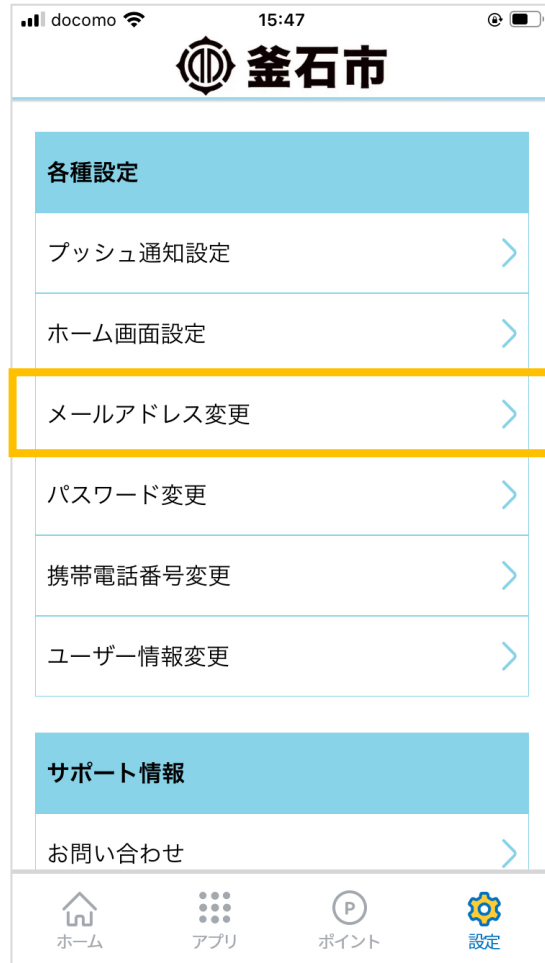 docomo 15:47
釜石市
各種設定
プッシュ通知設定
ホーム画面設定
メールアドレス変更
パスワード変更
携帯電話番号変更
ユーザー情報変更
サポート情報
お問い合わせ
P
ホーム アプリ ポイント 設定